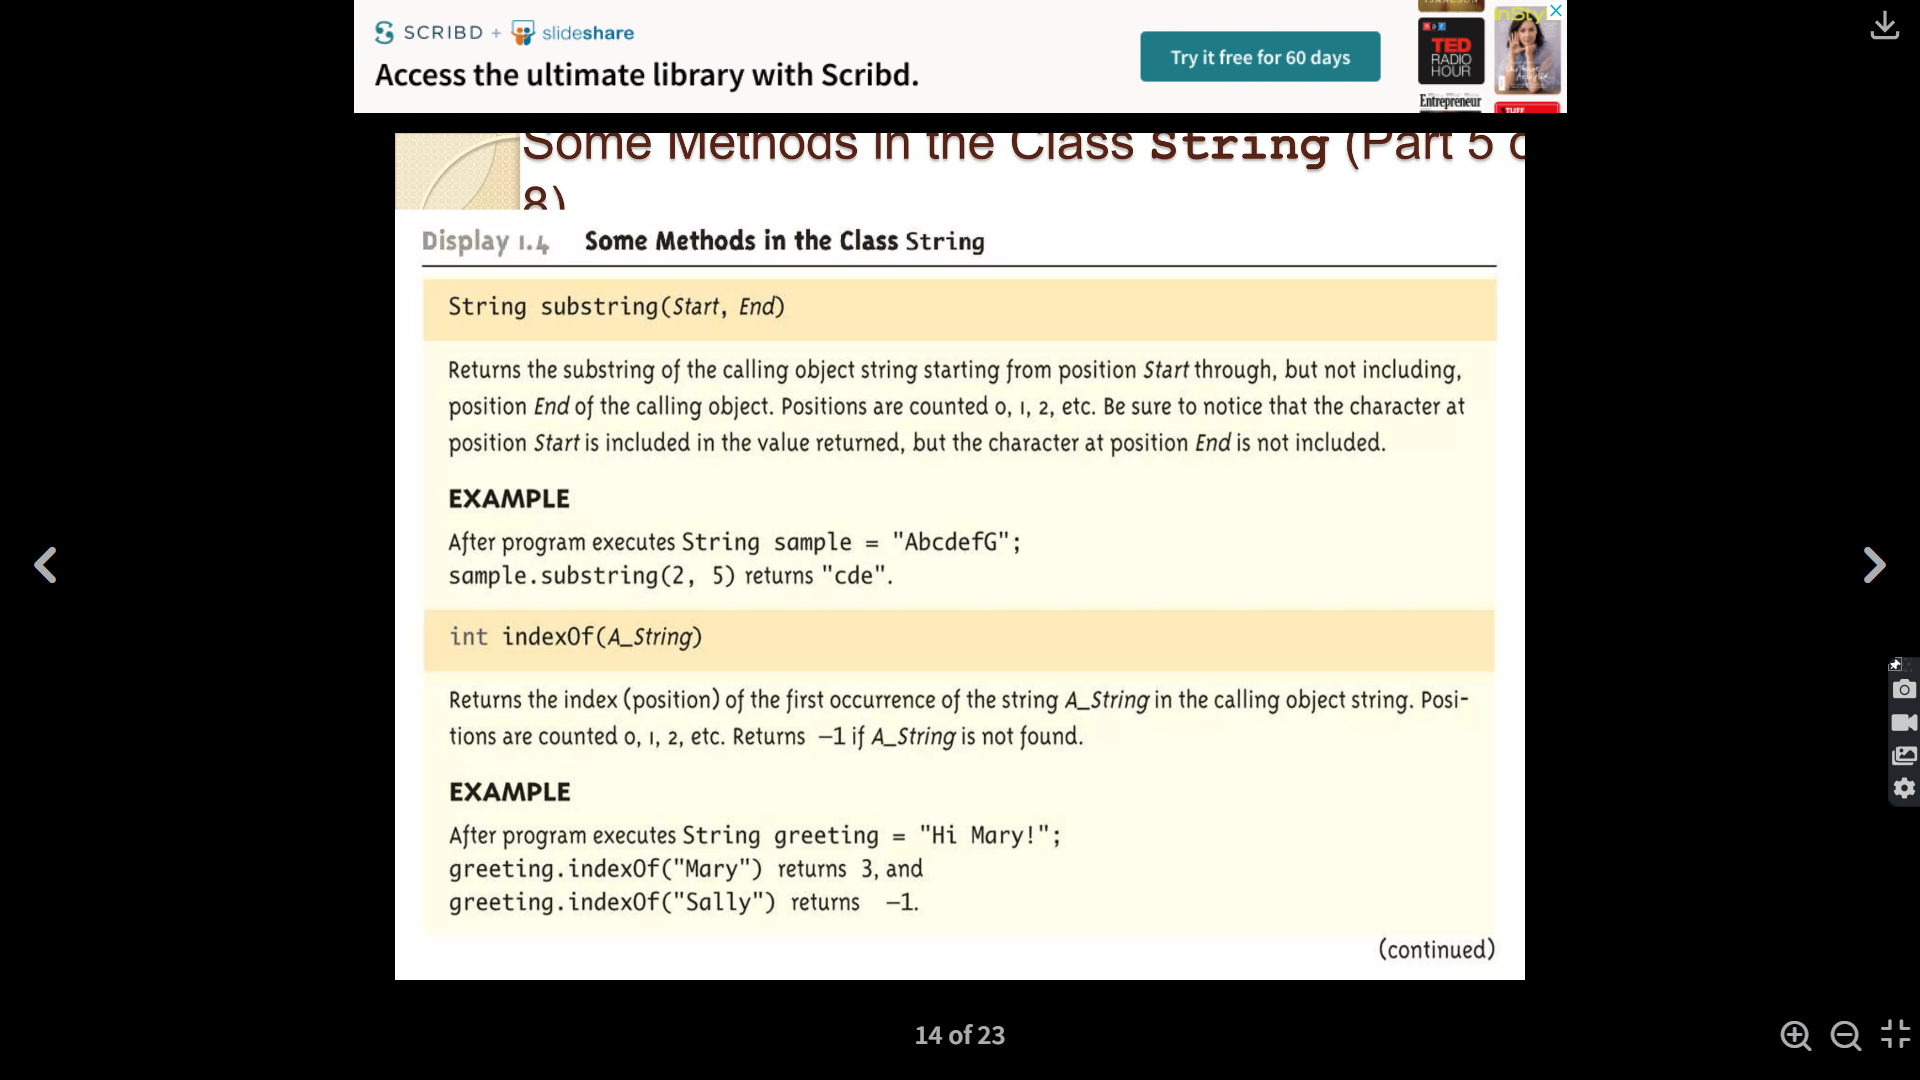 SCRIBD + slideshare
Access the ultimate library with Scribd.
Try it free for 60 days
TED
RADIO
HOUR
InStyl
Entrepreneur
Some Methods in the Class String (Part 5 o
8)
Display 1.4 Some Methods in the Class String
String substring(Start, End)
Returns the substring of the calling object string starting from position Start through, but not including,
position End of the calling object. Positions are counted 0, 1, 2, etc. Be sure to notice that the character at
position Start is included in the value returned, but the character at position End is not included.
EXAMPLE
After program executes String sample = "AbcdefG";
sample.substring(2, 5) returns "cde".
int indexOf(A_String)
Returns the index (position) of the first occurrence of the string A_String in the calling object string. Posi-
tions are counted 0, 1, 2, etc. Returns –1 if A_String is not found.
EXAMPLE
After program executes String greeting = "Hi Mary!";
greeting.indexOf("Mary") returns 3, and
greeting.indexOf("Sally") returns –1.
(continued)
14 of 23